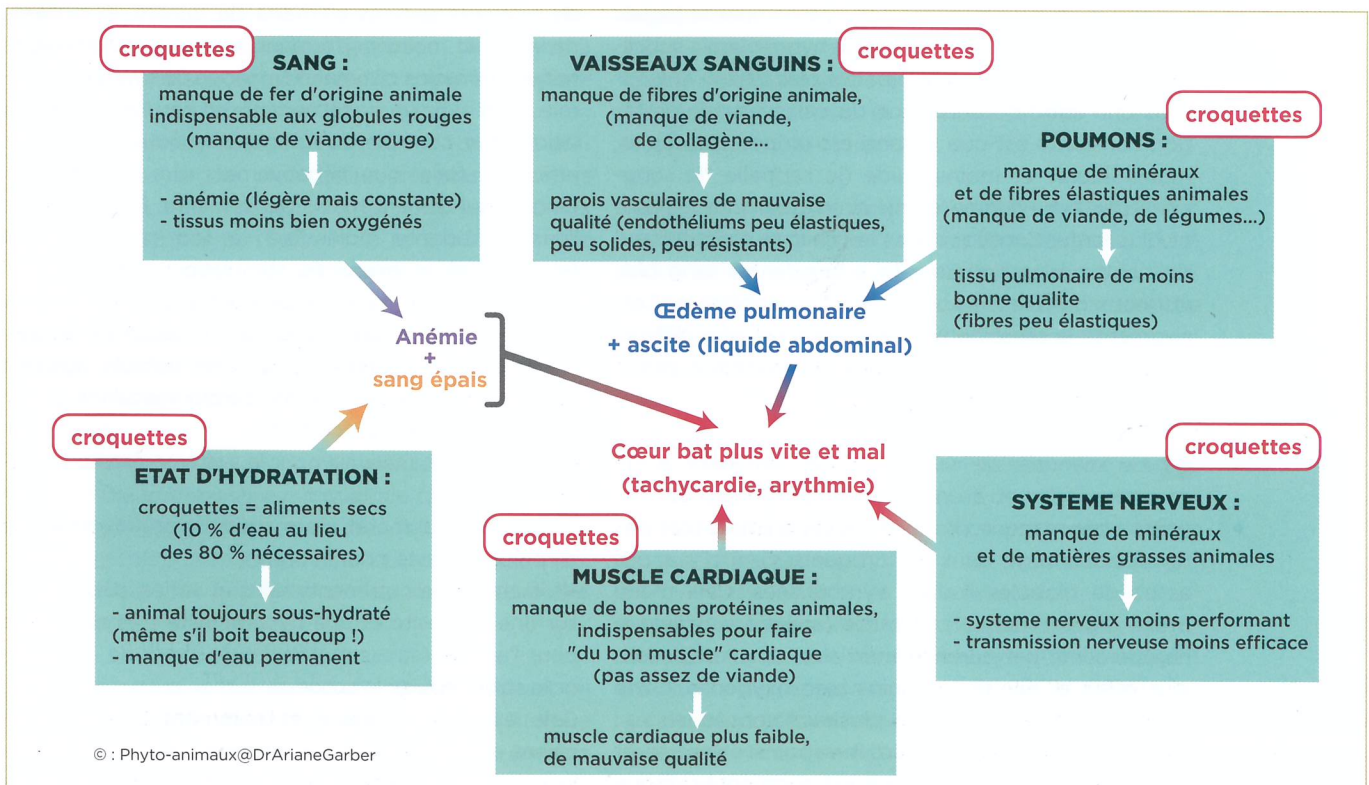 croquettes
SANG :
manque de fer d'origine animale
indispensable aux globules rouges
(manque de viande rouge)
- anémie (légère mais constante)
- tissus moins bien oxygénés
croquettes
VAISSEAUX SANGUINS :
manque de fibres d'origine animale,
(manque de viande,
de collagène...
parois vasculaires de mauvaise
qualité (endothéliums peu élastiques,
peu solides, peu résistants)
croquettes
POUMONS :
manque de minéraux
et de fibres élastiques animales
(manque de viande, de légumes...)
tissu pulmonaire de moins
bonne qualite
(fibres peu élastiques)
Anémie
+
sang épais
Œdème pulmonaire
+ ascite (liquide abdominal)
Cœur bat plus vite et mal
(tachycardie, arythmie)
croquettes
ETAT D'HYDRATATION :
croquettes = aliments secs
(10 % d'eau au lieu
des 80 % nécessaires)
- animal toujours sous-hydraté
(même s'il boit beaucoup !)
- manque d'eau permanent
croquettes
MUSCLE CARDIAQUE :
manque de bonnes protéines animales,
indispensables pour faire
"du bon muscle" cardiaque
(pas assez de viande)
muscle cardiaque plus faible,
de mauvaise qualité
croquettes
SYSTEME NERVEUX :
manque de minéraux
et de matières grasses animales
- systeme nerveux moins performant
- transmission nerveuse moins efficace
© : Phyto-animaux@DrArianeGarber